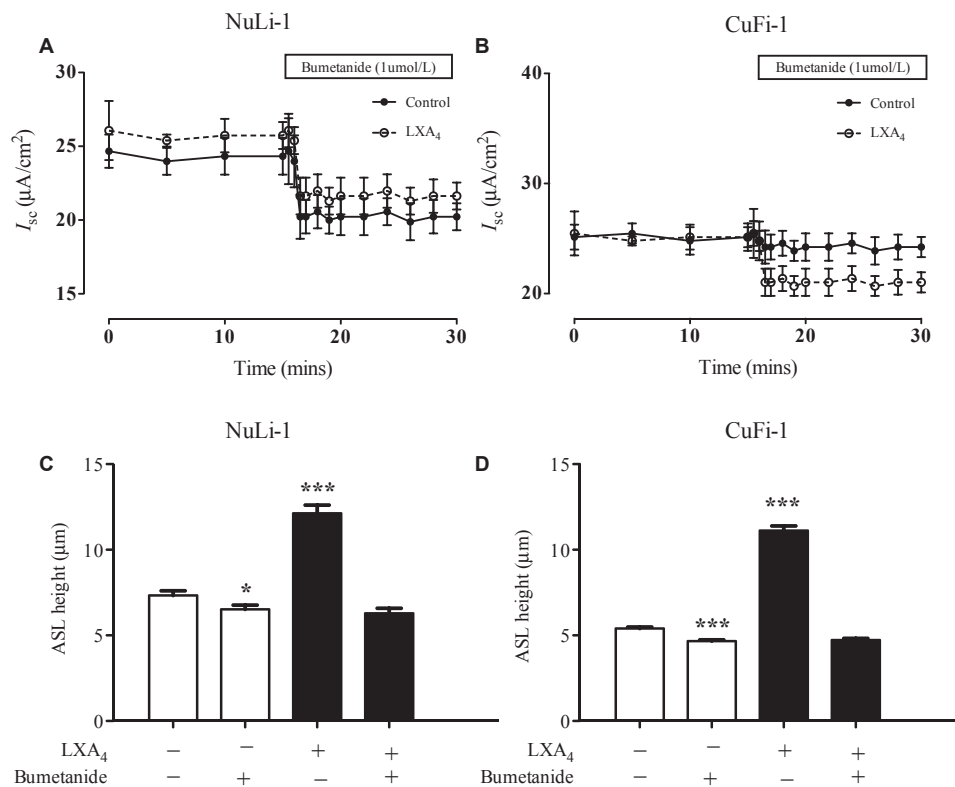 NuLi-1
CuFi-1
A
B
Bumetanide (1umol/L)
Control
LXA4
Isc (µA/cm2)
30
25
20
15
0
10
20
30
Time (mins)
Bumetanide (1umol/L)
Control
LXA4
Isc (µA/cm2)
40
30
20
0
10
20
30
Time (mins)
NuLi-1
CuFi-1
C
D
ASL height (µm)
15
10
5
0
*
***
ASL height (µm)
15
10
5
0
***
***
LXA4 − − + +
Bumetanide − + − +
− − + +
− + − +